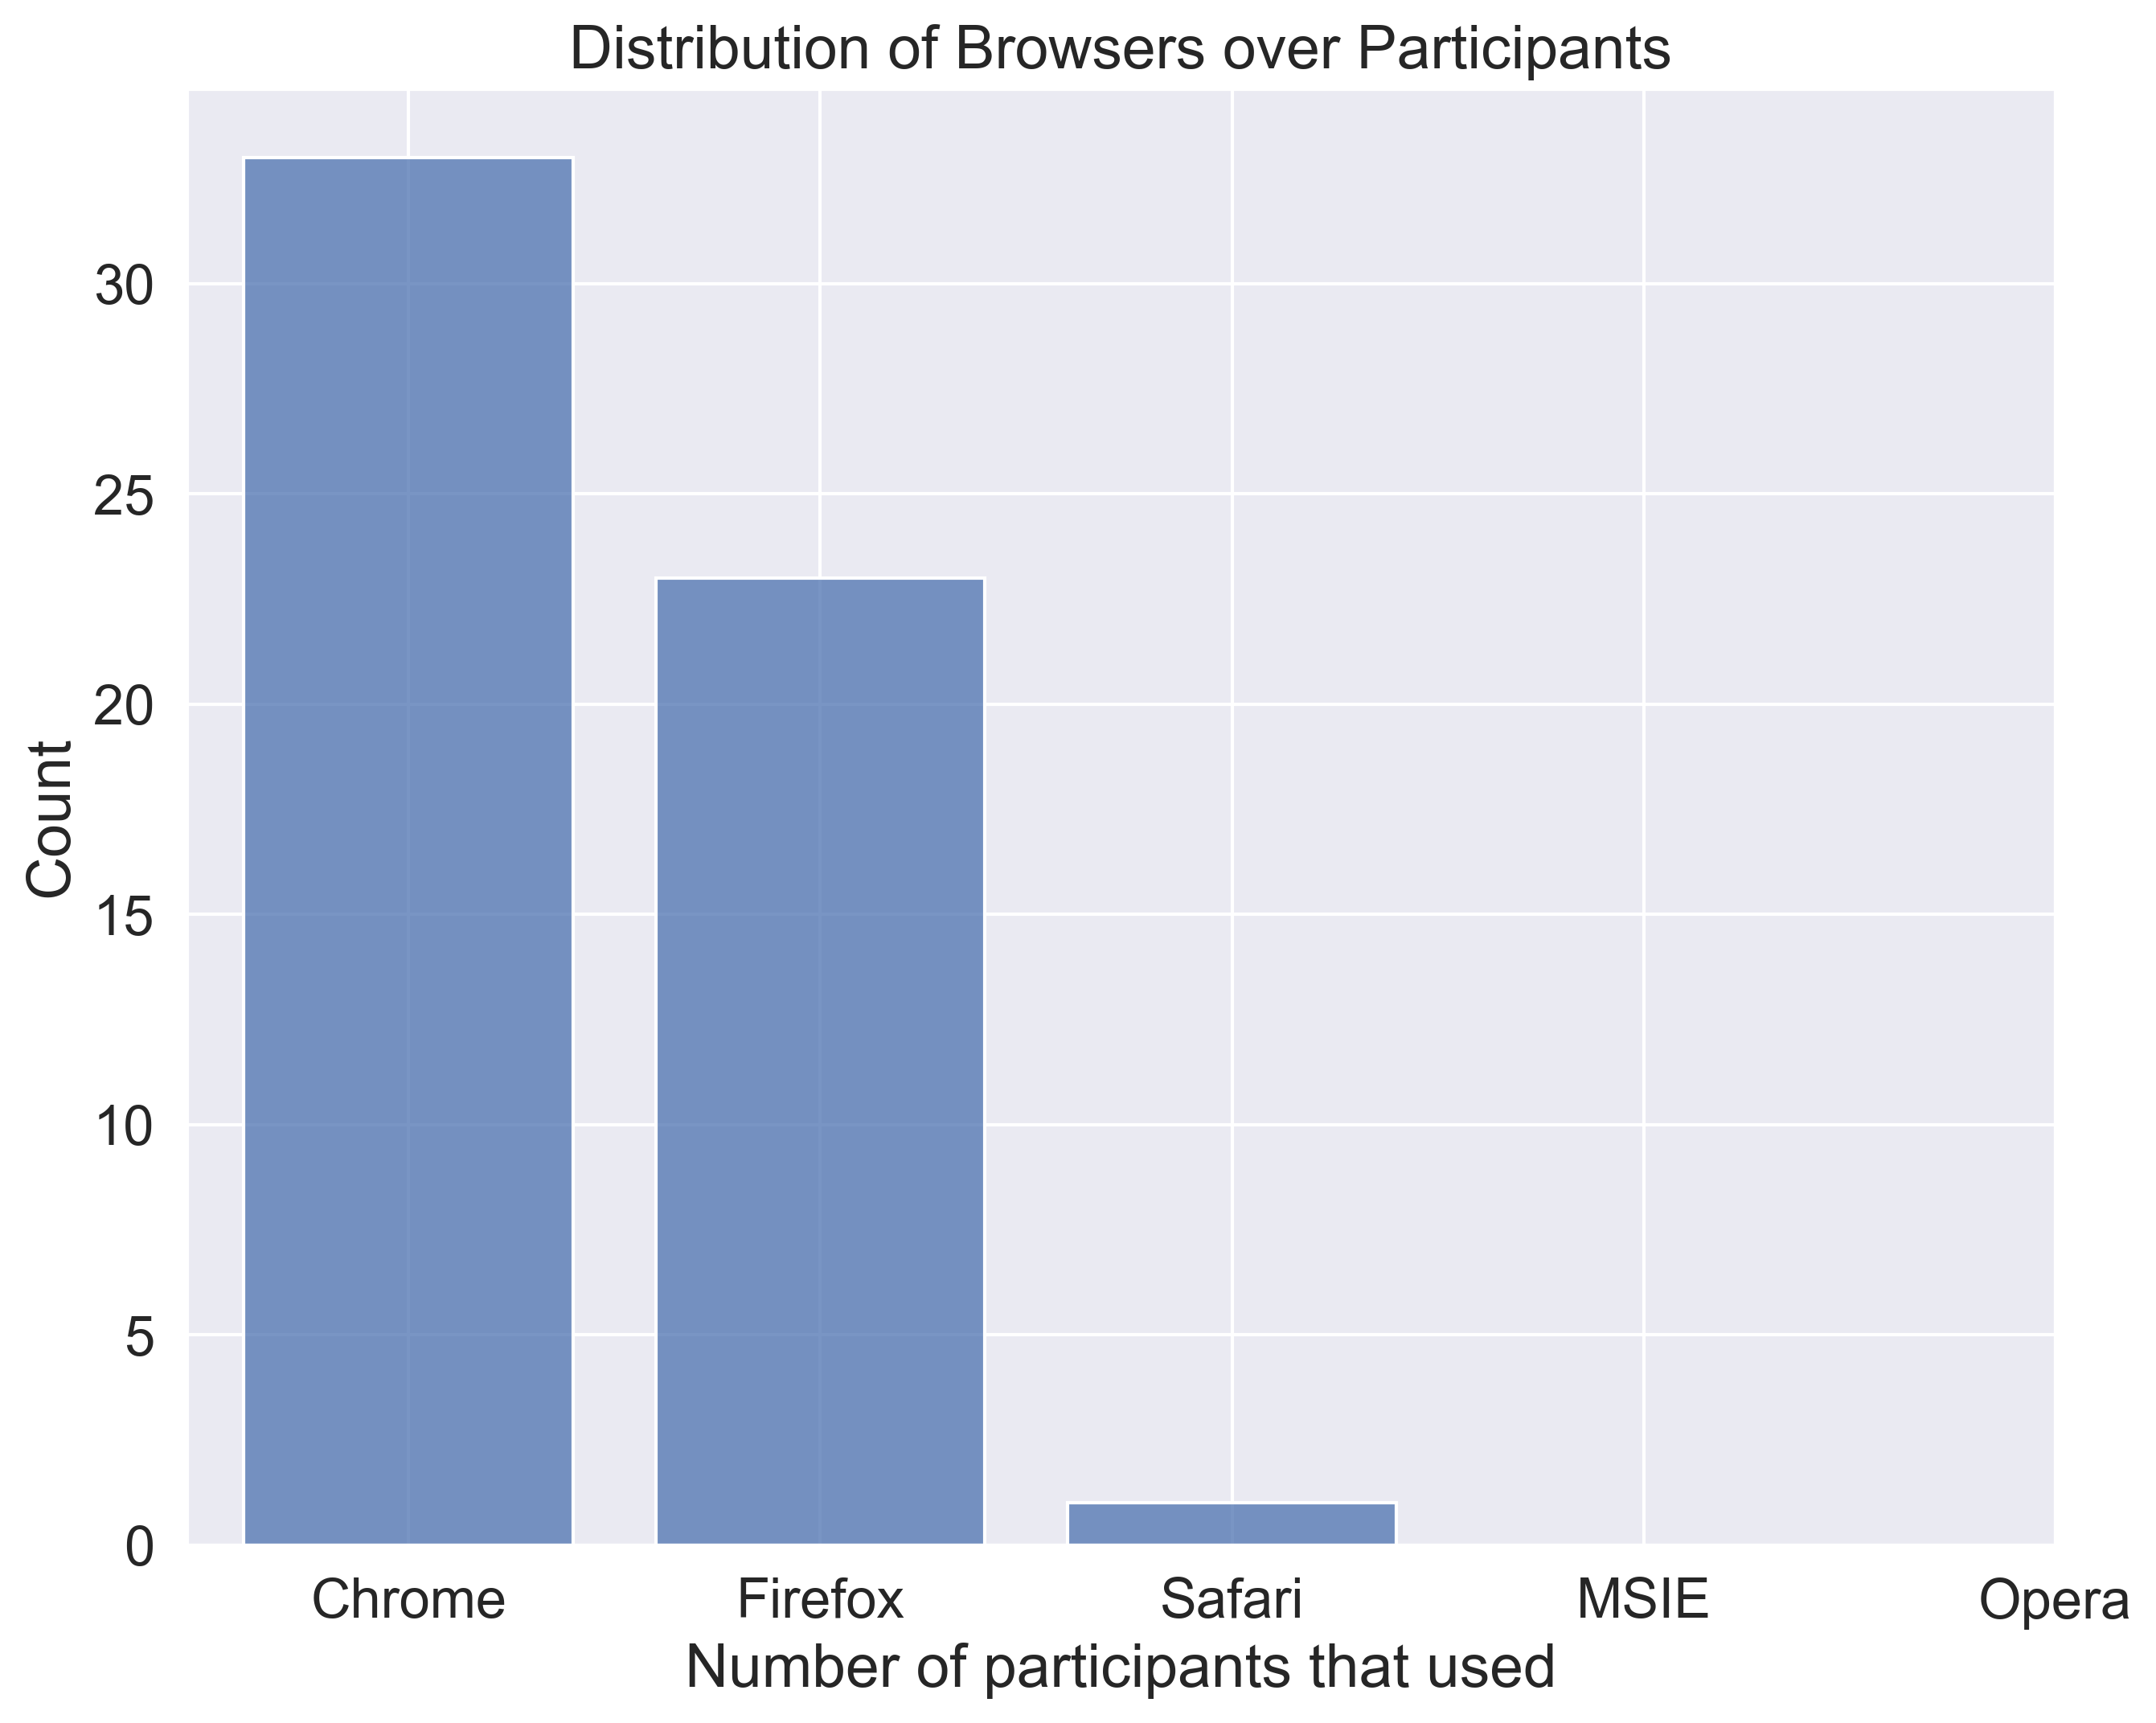 Distribution of Browsers over Participants
30
25
20
15
10
5
0
Count
Chrome Firefox Safari MSIE Opera
Number of participants that used